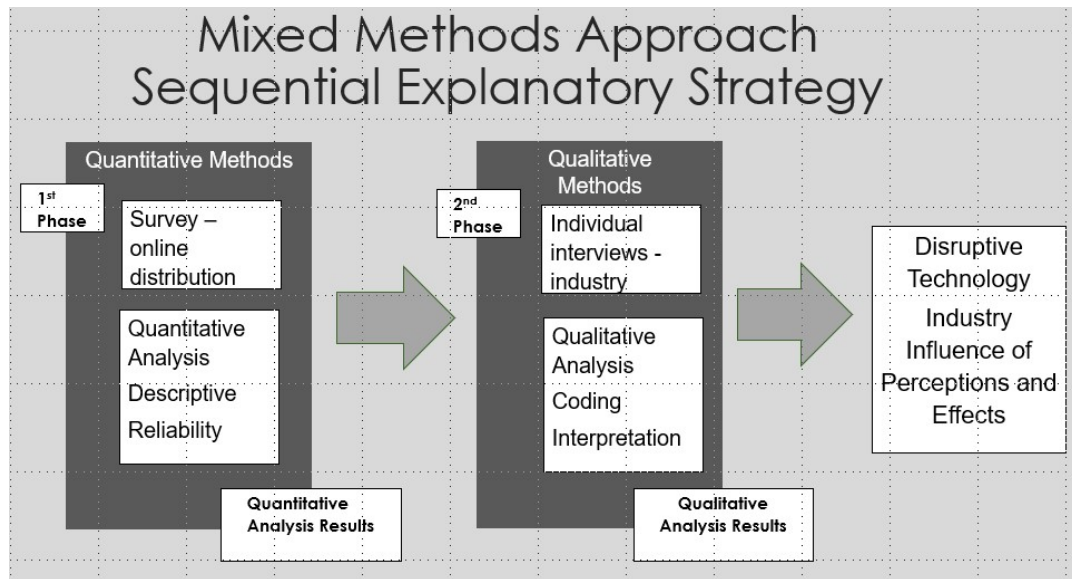 Mixed Methods Approach
Sequential Explanatory Strategy
Quantitative Methods
1st
Phase
Survey –
online
distribution
Quantitative
Analysis
Descriptive
Reliability
Quantitative
Analysis Results
Qualitative
Methods
2nd
Phase
Individual
interviews -
industry
Qualitative
Analysis
Coding
Interpretation
Qualitative
Analysis Results
Disruptive
Technology
Industry
Influence of
Perceptions and
Effects